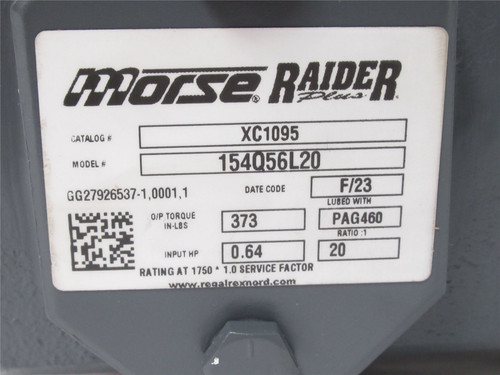 morse RAIDER Plus
CATALOG # XC1095
MODEL # 154Q56L20
GG27926537-1,0001,1 DATE CODE F/23
LUBED WITH
O/P TORQUE IN-LBS 373 PAG460
RATIO :1
INPUT HP 0.64 20
RATING AT 1750 * 1.0 SERVICE FACTOR
www.regalrexnord.com